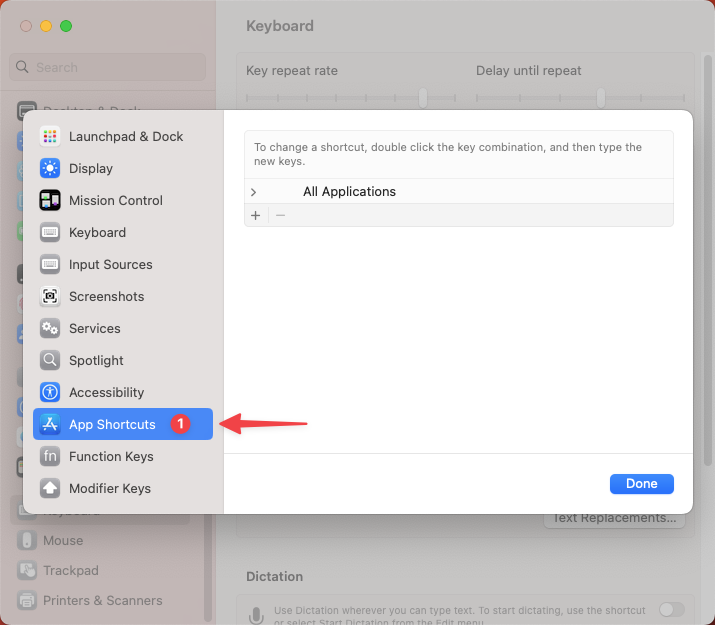 Keyboard
Search
Key repeat rate
Delay until repeat
Desktop & Dock
Launchpad & Dock
Display
Mission Control
Keyboard
Input Sources
Screenshots
Services
Spotlight
Accessibility
App Shortcuts 1
fn Function Keys
Modifier Keys
To change a shortcut, double click the key combination, and then type the
new keys.
All Applications
Done
Keyboard
Mouse
Trackpad
Printers & Scanners
Text Replacements...
Dictation
Use Dictation wherever you can type text. To start dictating, use the shortcut
or select Start Dictation from the Edit menu.